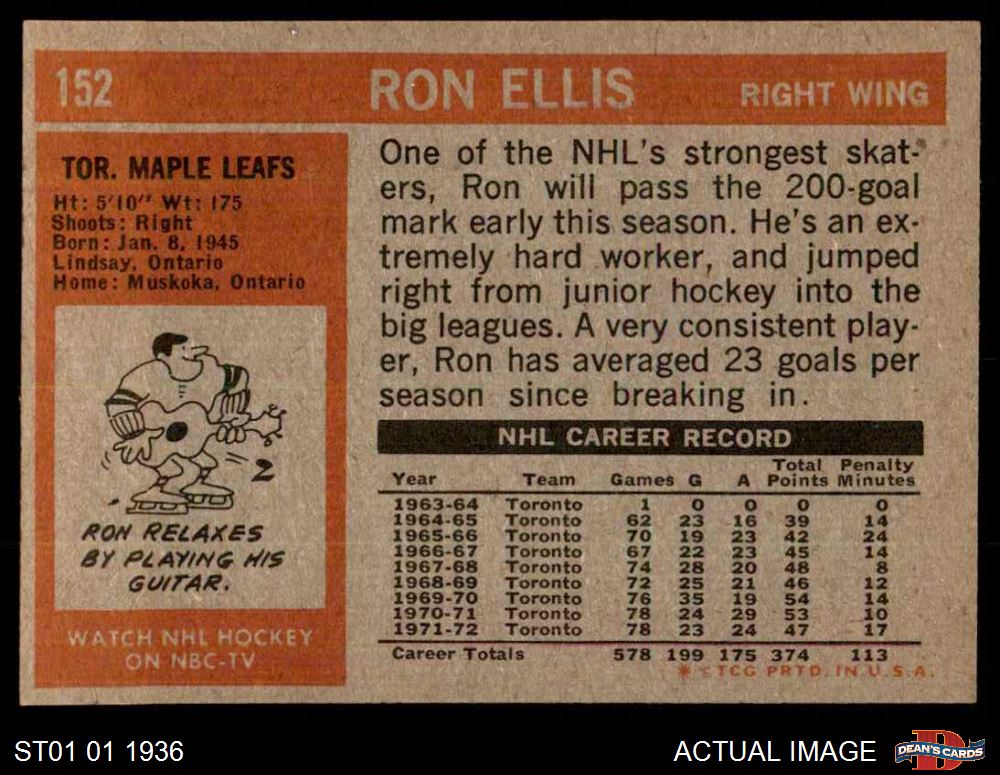 152 RON ELLIS RIGHT WING
TOR. MAPLE LEAFS
Ht: 5'10" Wt: 175
Shoots: Right
Born: Jan. 8, 1945
Lindsay, Ontario
Home: Muskoka, Ontario
2
RON RELAXES
BY PLAYING HIS
GUITAR.
WATCH NHL HOCKEY
ON NBC-TV
One of the NHL's strongest skat-
ers, Ron will pass the 200-goal
mark early this season. He's an ex-
tremely hard worker, and jumped
right from junior hockey into the
big leagues. A very consistent play-
er, Ron has averaged 23 goals per
season since breaking in.
NHL CAREER RECORD
Year Team Games G A Total Points Penalty Minutes
1963-64 Toronto 1 0 0 0 0
1964-65 Toronto 62 23 16 39 14
1965-66 Toronto 70 19 23 42 24
1966-67 Toronto 67 22 23 45 14
1967-68 Toronto 74 28 20 48 8
1968-69 Toronto 72 25 21 46 12
1969-70 Toronto 76 35 19 54 14
1970-71 Toronto 78 24 29 53 10
1971-72 Toronto 78 23 24 47 17
Career Totals 578 199 175 374 113
* © TCG PRTD. IN U.S.A.
ST01 01 1936
ACTUAL IMAGE
DEAN'S CARDS